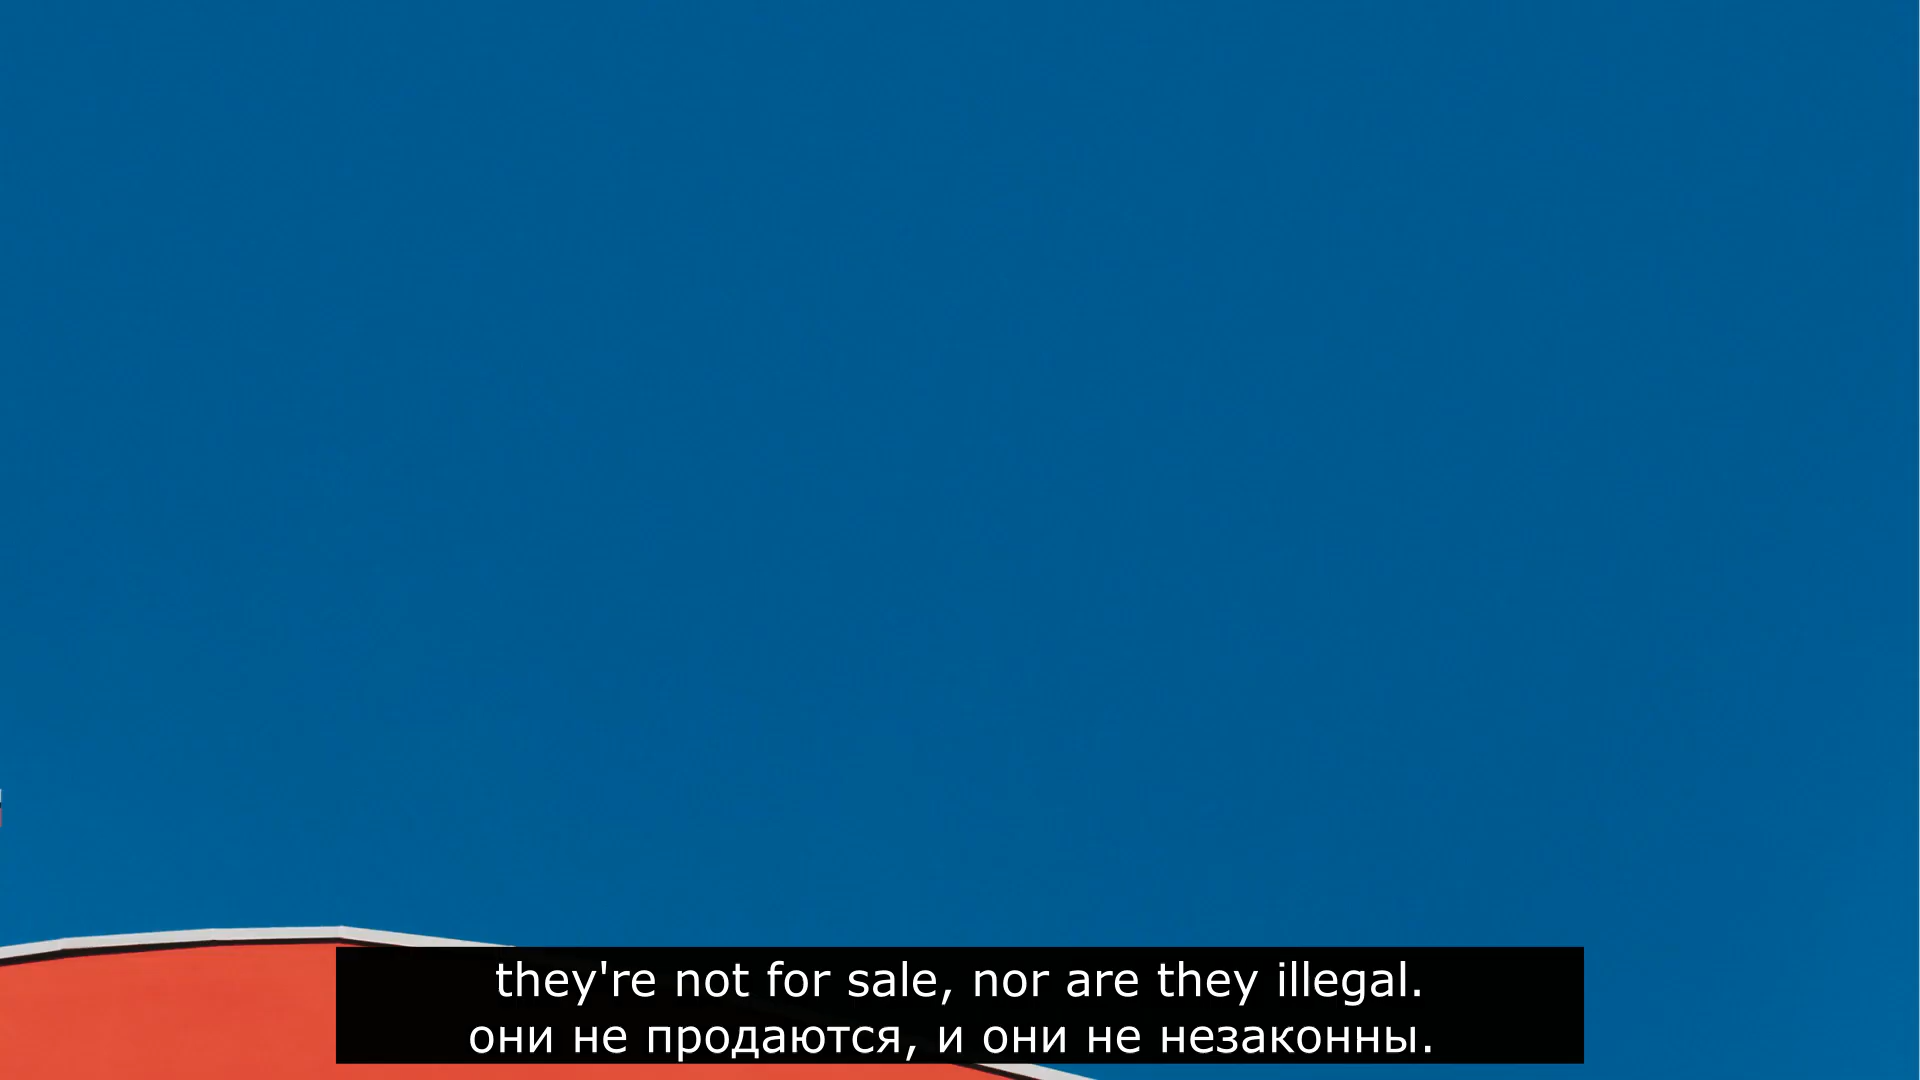 they're not for sale, nor are they illegal.
они не продаются, и они не незаконны.